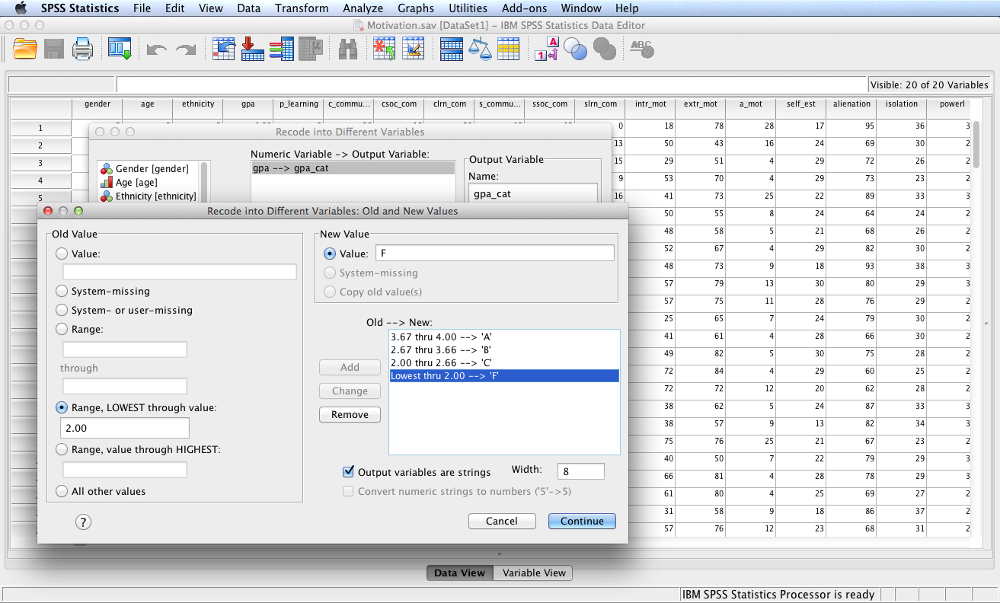 SPSS Statistics File Edit View Data Transform Analyze Graphs Utilities Add-ons Window Help
Motivation.sav [DataSet1] – IBM SPSS Statistics Data Editor
Visible: 20 of 20 Variables
gender age ethnicity gpa p_learning c_commu... csoc_com clrn_com s_commu... ssoc_com slrn_com intr_mot extr_mot a_mot self_est alienation isolation powerl
1 0 18 78 28 17 95 36 3
2 13 50 43 16 24 69 30 2
3 15 29 51 4 29 72 26 2
4 9 53 70 4 29 73 23 2
5 16 41 73 25 22 89 33 3
50 55 8 24 64 24 2
48 58 5 21 68 26 2
52 67 4 29 82 30 2
48 73 9 18 93 38 3
57 79 13 30 80 29 3
57 75 11 28 76 29 2
25 65 7 24 79 30 2
41 61 4 28 66 30 2
49 82 5 30 75 28 2
72 84 4 29 60 25 2
72 72 12 20 62 28 2
38 62 5 24 87 33 3
38 57 9 13 82 34 3
75 76 25 21 67 23 2
40 50 7 22 79 29 3
66 81 4 28 78 29 3
61 80 4 25 69 27 2
31 58 9 18 86 37 2
57 76 12 23 68 31 2
Recode into Different Variables
Numeric Variable -> Output Variable:
gpa --> gpa_cat
Gender [gender]
Age [age]
Ethnicity [ethnicity]
Output Variable
Name:
gpa_cat
Recode into Different Variables: Old and New Values
Old Value
Value:
System-missing
System- or user-missing
Range:
through
Range, LOWEST through value:
2.00
Range, value through HIGHEST:
All other values
?
New Value
Value: F
System-missing
Copy old value(s)
Old --> New:
3.67 thru 4.00 --> 'A'
2.67 thru 3.66 --> 'B'
2.00 thru 2.66 --> 'C'
Lowest thru 2.00 --> 'F'
Add
Change
Remove
Output variables are strings Width: 8
Convert numeric strings to numbers ('5'->5)
Cancel Continue
Data View Variable View
IBM SPSS Statistics Processor is ready